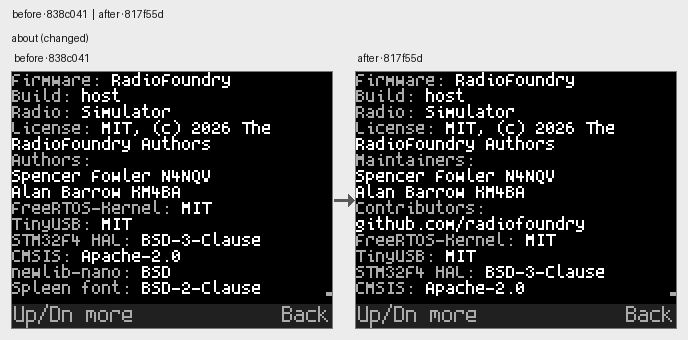 before·838c041 | after·817f55d
about (changed)
before·838c041
Firmware: RadioFoundry
Build: host
Radio: Simulator
License: MIT, (c) 2026 The
RadioFoundry Authors
Authors:
Spencer Fowler N4NQV
Alan Barrow KM4BA
FreeRTOS-Kernel: MIT
TinyUSB: MIT
STM32F4 HAL: BSD-3-Clause
CMSIS: Apache-2.0
newlib-nano: BSD
Spleen font: BSD-2-Clause
Up/Dn more Back
after·817f55d
Firmware: RadioFoundry
Build: host
Radio: Simulator
License: MIT, (c) 2026 The
RadioFoundry Authors
Maintainers:
Spencer Fowler N4NQV
Alan Barrow KM4BA
Contributors:
github.com/radiofoundry
FreeRTOS-Kernel: MIT
TinyUSB: MIT
STM32F4 HAL: BSD-3-Clause
CMSIS: Apache-2.0
Up/Dn more Back